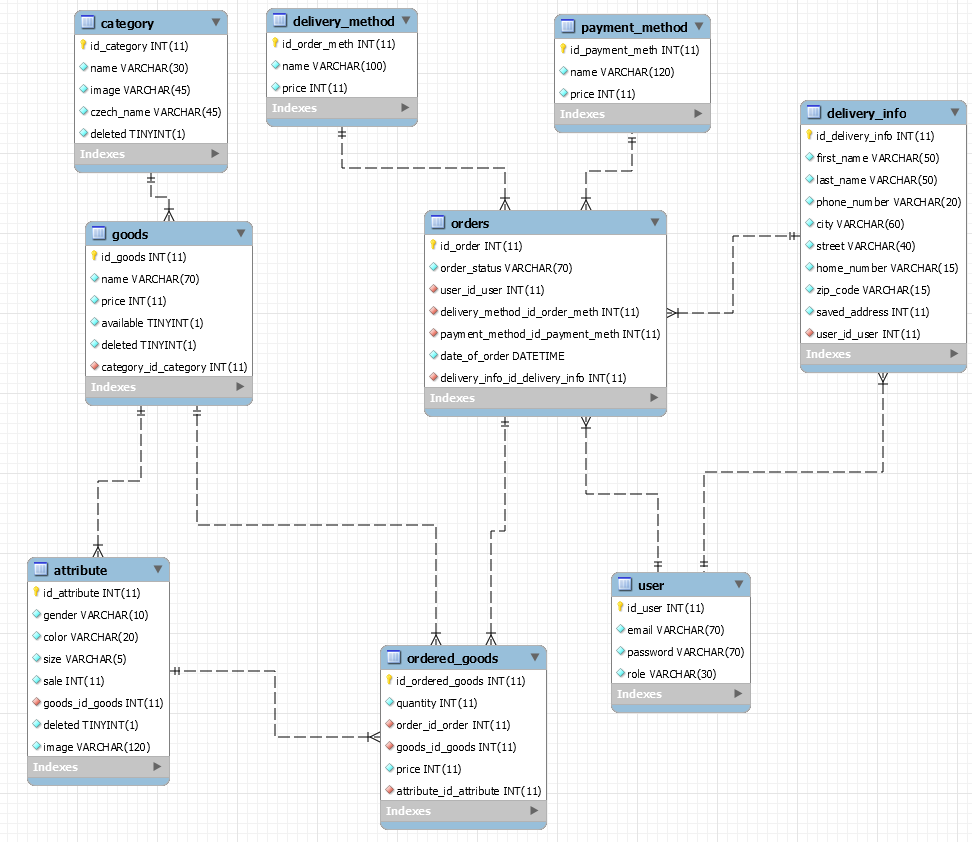 category
id_category INT(11)
name VARCHAR(30)
image VARCHAR(45)
czech_name VARCHAR(45)
deleted TINYINT(1)
Indexes
delivery_method
id_order_meth INT(11)
name VARCHAR(100)
price INT(11)
Indexes
payment_method
id_payment_meth INT(11)
name VARCHAR(120)
price INT(11)
Indexes
delivery_info
id_delivery_info INT(11)
first_name VARCHAR(50)
last_name VARCHAR(50)
phone_number VARCHAR(20)
city VARCHAR(60)
street VARCHAR(40)
home_number VARCHAR(15)
zip_code VARCHAR(15)
saved_address INT(11)
user_id_user INT(11)
Indexes
goods
id_goods INT(11)
name VARCHAR(70)
price INT(11)
available TINYINT(1)
deleted TINYINT(1)
category_id_category INT(11)
Indexes
orders
id_order INT(11)
order_status VARCHAR(70)
user_id_user INT(11)
delivery_method_id_order_meth INT(11)
payment_method_id_payment_meth INT(11)
date_of_order DATETIME
delivery_info_id_delivery_info INT(11)
Indexes
attribute
id_attribute INT(11)
gender VARCHAR(10)
color VARCHAR(20)
size VARCHAR(5)
sale INT(11)
goods_id_goods INT(11)
deleted TINYINT(1)
image VARCHAR(120)
Indexes
ordered_goods
id_ordered_goods INT(11)
quantity INT(11)
order_id_order INT(11)
goods_id_goods INT(11)
price INT(11)
attribute_id_attribute INT(11)
Indexes
user
id_user INT(11)
email VARCHAR(70)
password VARCHAR(70)
role VARCHAR(30)
Indexes